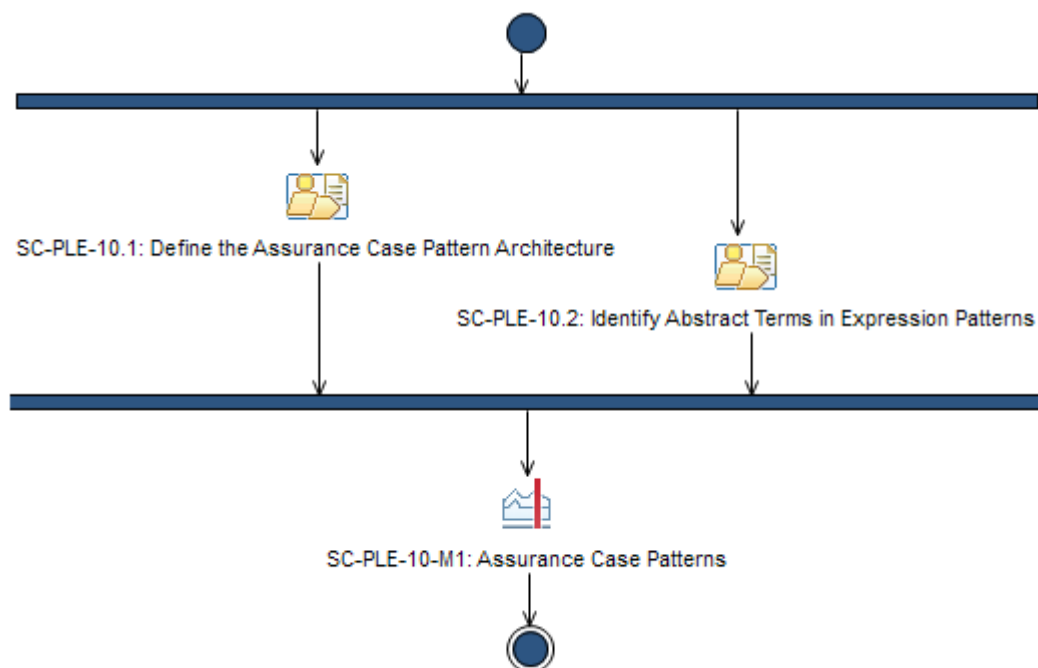 SC-PLE-10.1: Define the Assurance Case Pattern Architecture
SC-PLE-10.2: Identify Abstract Terms in Expression Patterns
SC-PLE-10-M1: Assurance Case Patterns